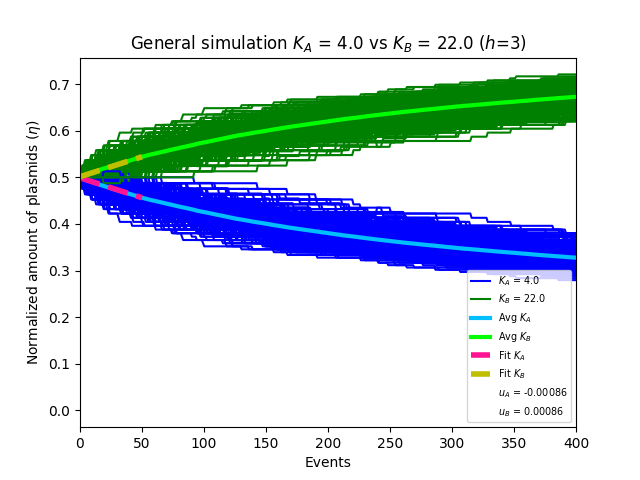 General simulation K_A = 4.0 vs K_B = 22.0 (h=3)
Normalized amount of plasmids (η)
0.7
0.6
0.5
0.4
0.3
0.2
0.1
0.0
K_A = 4.0
K_B = 22.0
Avg K_A
Avg K_B
Fit K_A
Fit K_B
u_A = -0.00086
u_B = 0.00086
0 50 100 150 200 250 300 350 400
Events